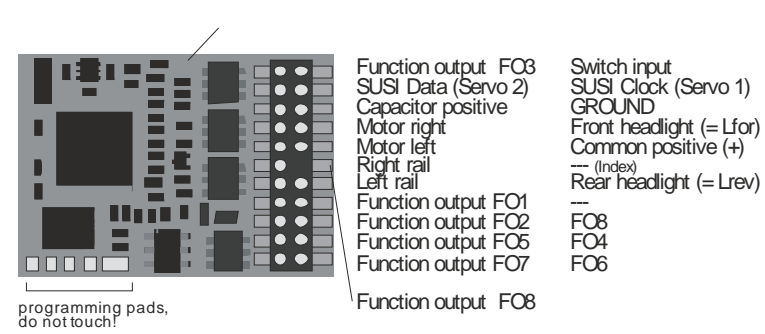 Function output FO3 Switch input
SUSI Data (Servo 2) SUSI Clock (Servo 1)
Capacitor positive GROUND
Motor right Front headlight (= Lfor)
Motor left Common positive (+)
Right rail --- (Index)
Left rail Rear headlight (= Lrev)
Function output FO1 ---
Function output FO2 FO8
Function output FO5 FO4
Function output FO7 FO6
Function output FO8
programming pads,
do not touch!